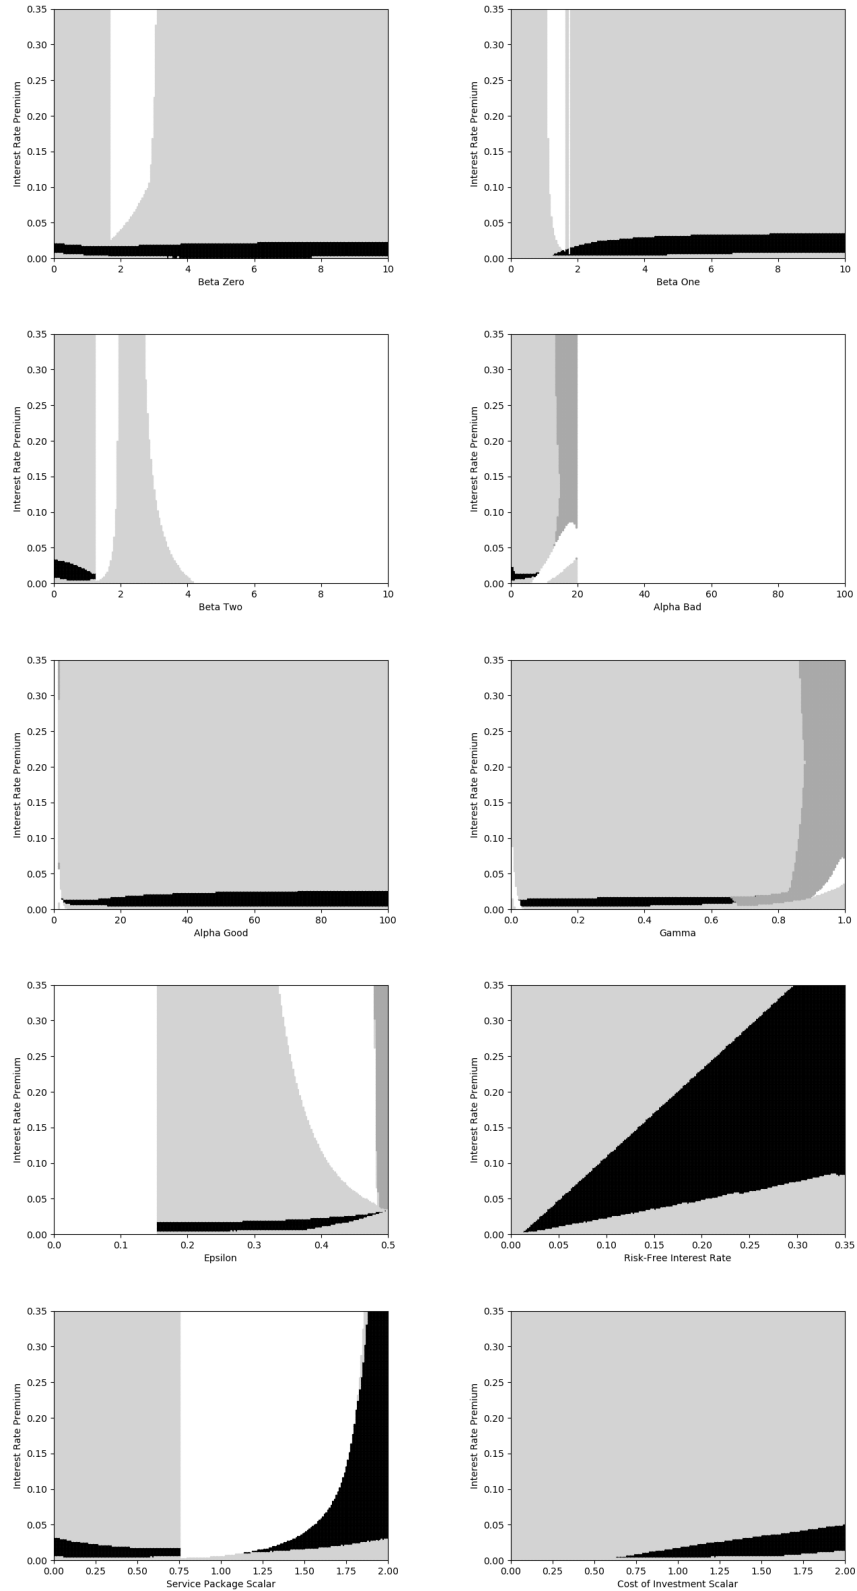 0.35
0.30
0.25
0.20
0.15
0.10
0.05
0.00
Interest Rate Premium
0 2 4 6 8 10
Beta Zero
0.35
0.30
0.25
0.20
0.15
0.10
0.05
0.00
Interest Rate Premium
0 2 4 6 8 10
Beta One
0.35
0.30
0.25
0.20
0.15
0.10
0.05
0.00
Interest Rate Premium
0 2 4 6 8 10
Beta Two
0.35
0.30
0.25
0.20
0.15
0.10
0.05
0.00
Interest Rate Premium
0 20 40 60 80 100
Alpha Bad
0.35
0.30
0.25
0.20
0.15
0.10
0.05
0.00
Interest Rate Premium
0 20 40 60 80 100
Alpha Good
0.35
0.30
0.25
0.20
0.15
0.10
0.05
0.00
Interest Rate Premium
0.0 0.2 0.4 0.6 0.8 1.0
Gamma
0.35
0.30
0.25
0.20
0.15
0.10
0.05
0.00
Interest Rate Premium
0.0 0.1 0.2 0.3 0.4 0.5
Epsilon
0.35
0.30
0.25
0.20
0.15
0.10
0.05
0.00
Interest Rate Premium
0.00 0.05 0.10 0.15 0.20 0.25 0.30 0.35
Risk-Free Interest Rate
0.35
0.30
0.25
0.20
0.15
0.10
0.05
0.00
Interest Rate Premium
0.00 0.25 0.50 0.75 1.00 1.25 1.50 1.75 2.00
Service Package Scalar
0.35
0.30
0.25
0.20
0.15
0.10
0.05
0.00
Interest Rate Premium
0.00 0.25 0.50 0.75 1.00 1.25 1.50 1.75 2.00
Cost of Investment Scalar